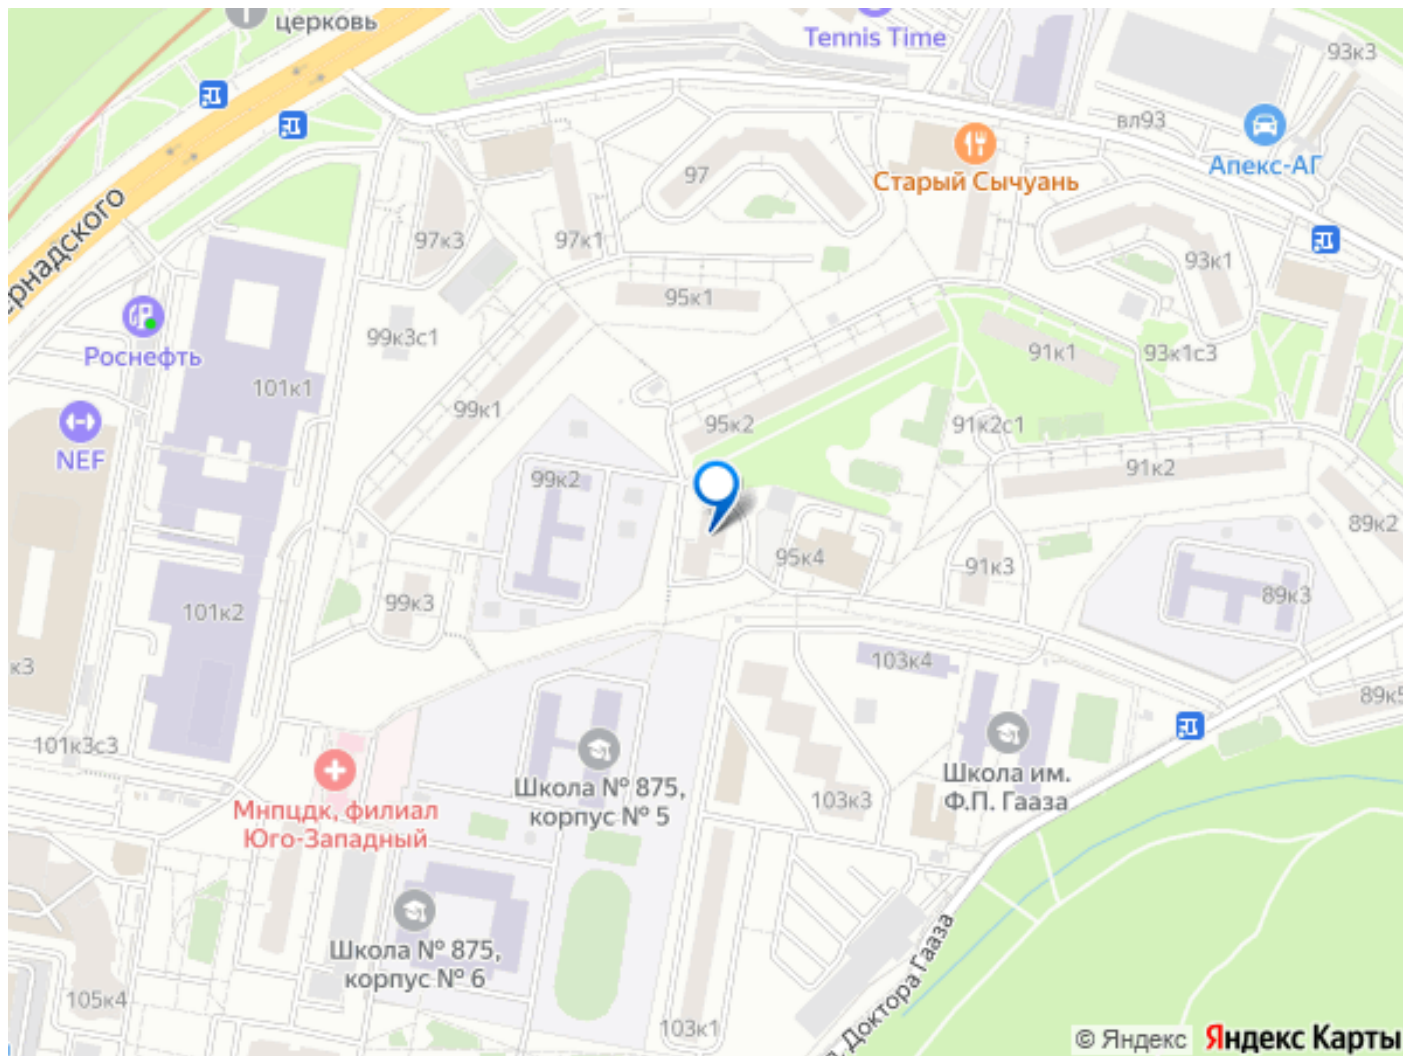 церковь
Tennis Time
93к3
вл93
Апекс-АГ
97
Старый Сычуань
97к3
97к1
93к1
рнадского
95к1
99к3с1
Роснефть
101к1
91к1
93к1с3
99к1
95к2
91к2с1
NEF
99к2
91к2
89к2
95к4
91к3
99к3
89к3
101к2
к3
103к4
89к5
101к3с3
Школа № 875,
корпус № 5
Школа им.
Ф.П. Гааза
Мнпцдк, филиал
Юго-Западный
103к3
Школа № 875,
корпус № 6
105к4
103к1
Доктора Гааза
© Яндекс Яндекс Карты